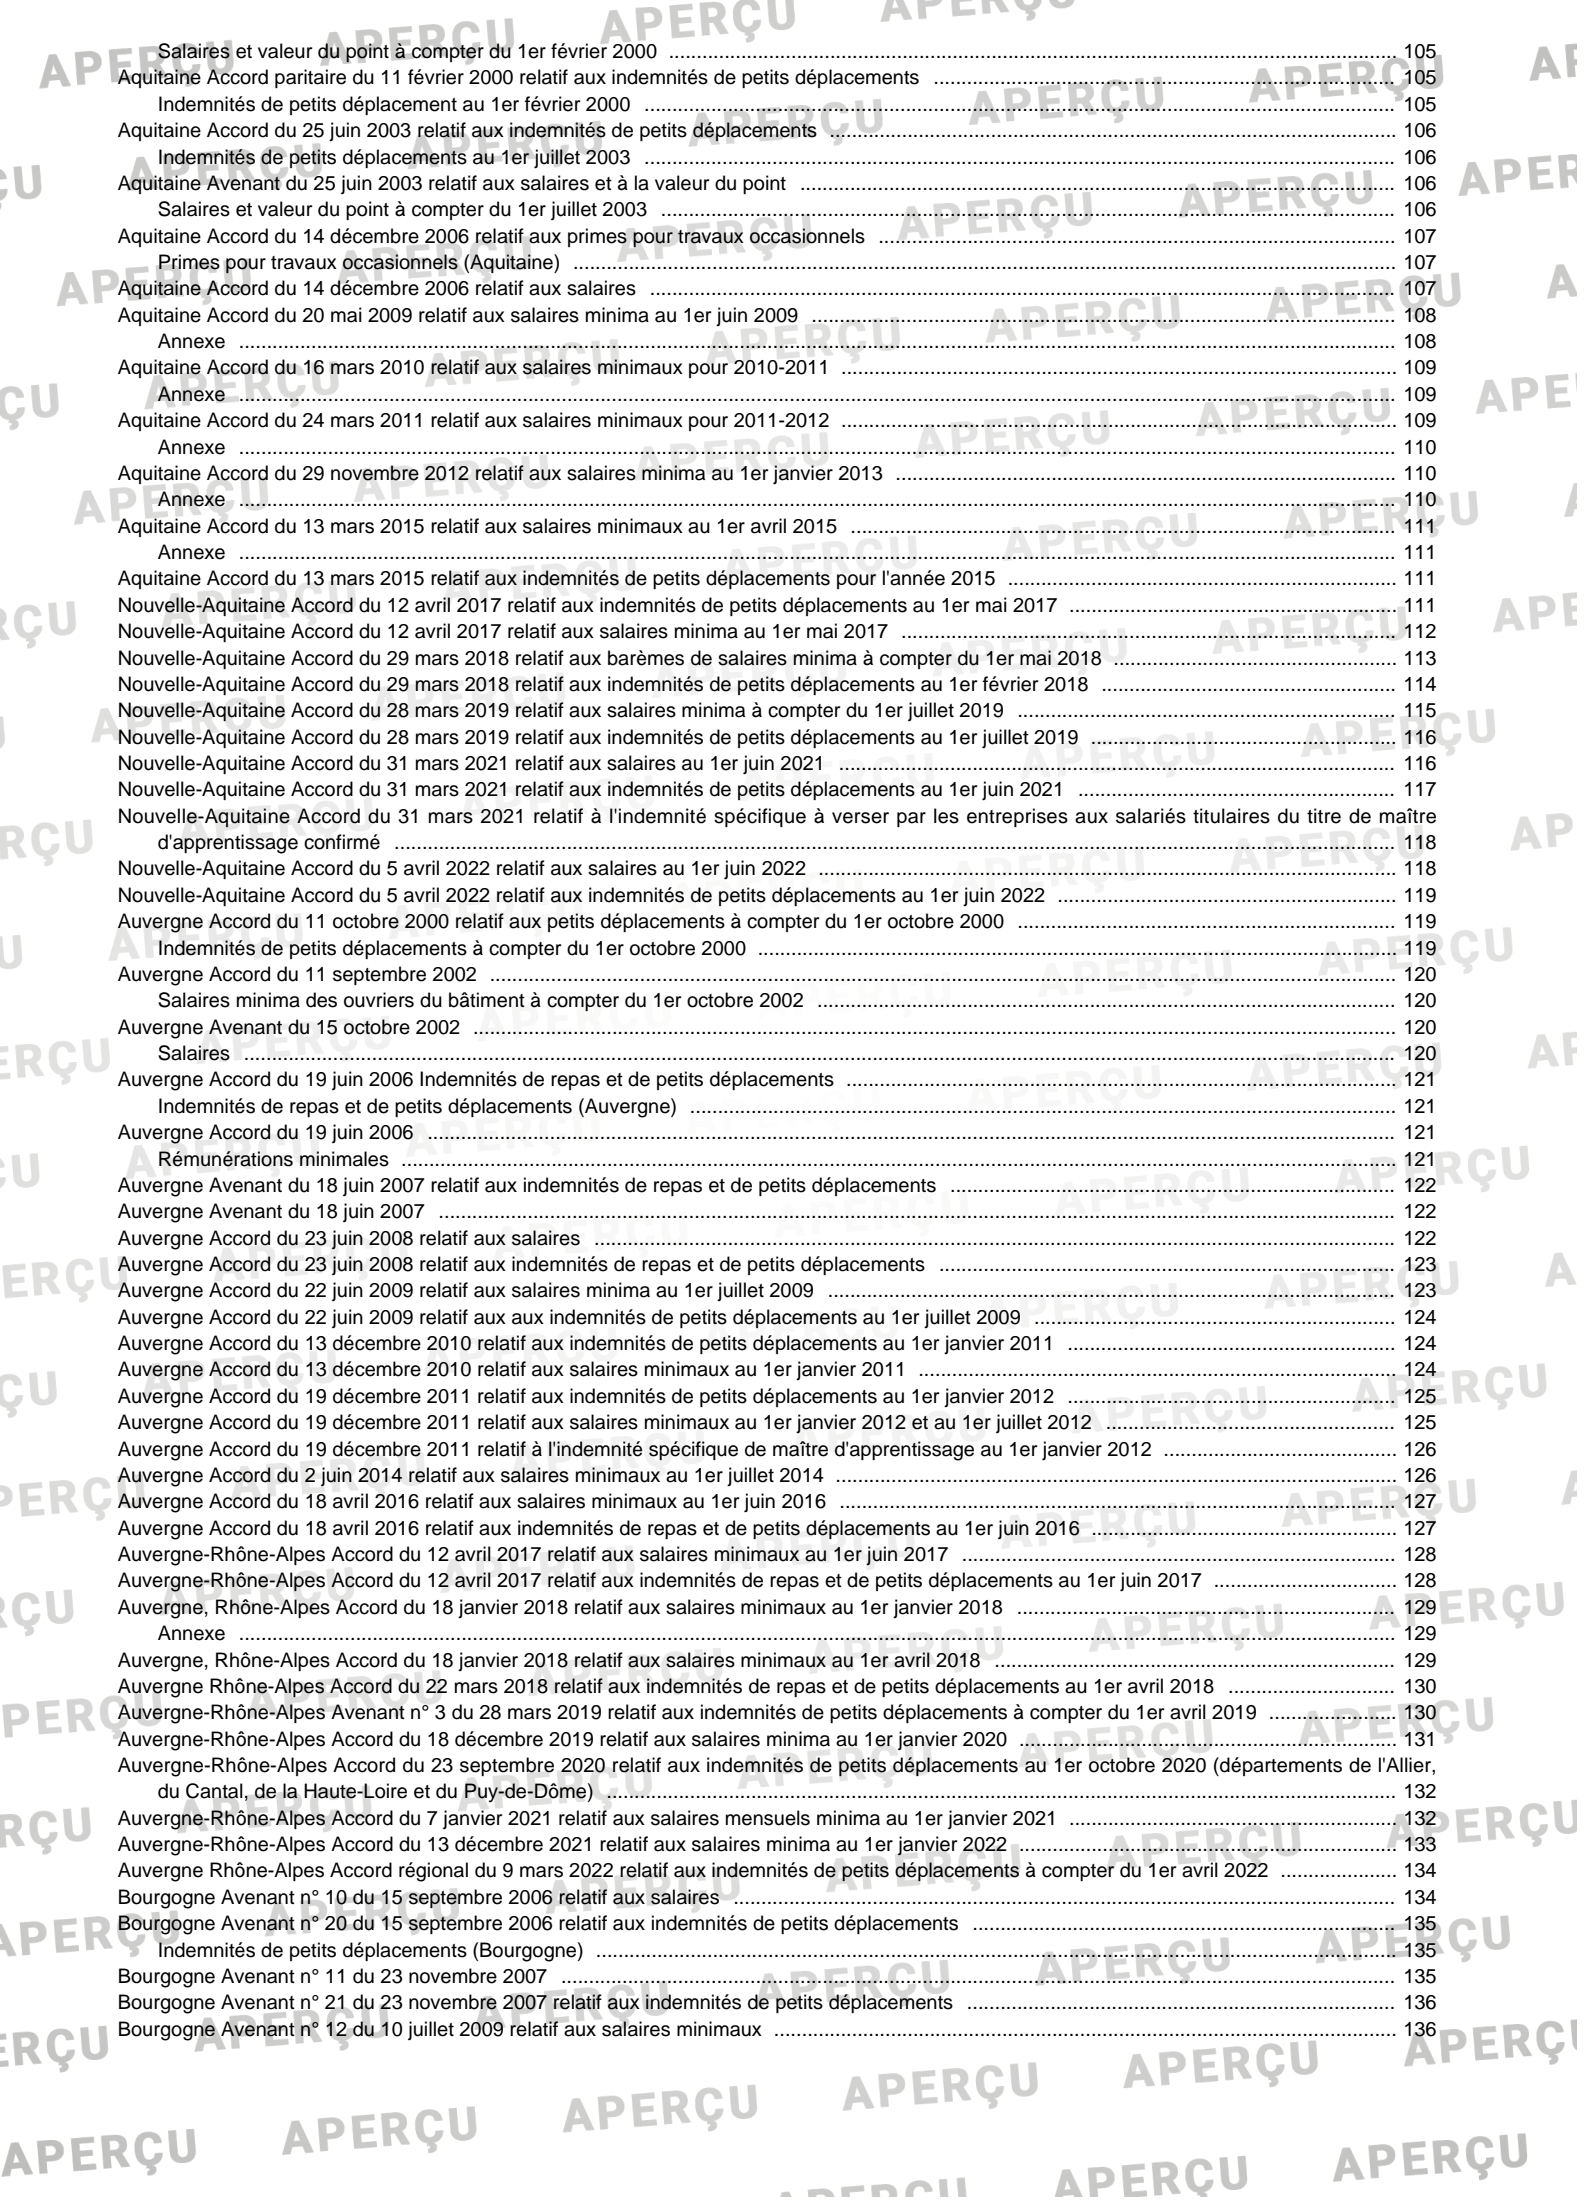 Salaires et valeur du point à compter du 1er février 2000 ........ 105
Aquitaine Accord paritaire du 11 février 2000 relatif aux indemnités de petits déplacements ........ 105
Indemnités de petits déplacement au 1er février 2000 ........ 105
Aquitaine Accord du 25 juin 2003 relatif aux indemnités de petits déplacements ........ 106
Indemnités de petits déplacements au 1er juillet 2003 ........ 106
Aquitaine Avenant du 25 juin 2003 relatif aux salaires et à la valeur du point ........ 106
Salaires et valeur du point à compter du 1er juillet 2003 ........ 106
Aquitaine Accord du 14 décembre 2006 relatif aux primes pour travaux occasionnels ........ 107
Primes pour travaux occasionnels (Aquitaine) ........ 107
Aquitaine Accord du 14 décembre 2006 relatif aux salaires ........ 107
Aquitaine Accord du 20 mai 2009 relatif aux salaires minima au 1er juin 2009 ........ 108
Annexe ........ 108
Aquitaine Accord du 16 mars 2010 relatif aux salaires minimaux pour 2010-2011 ........ 109
Annexe ........ 109
Aquitaine Accord du 24 mars 2011 relatif aux salaires minimaux pour 2011-2012 ........ 109
Annexe ........ 110
Aquitaine Accord du 29 novembre 2012 relatif aux salaires minima au 1er janvier 2013 ........ 110
Annexe ........ 110
Aquitaine Accord du 13 mars 2015 relatif aux salaires minimaux au 1er avril 2015 ........ 111
Annexe ........ 111
Aquitaine Accord du 13 mars 2015 relatif aux indemnités de petits déplacements pour l'année 2015 ........ 111
Nouvelle-Aquitaine Accord du 12 avril 2017 relatif aux indemnités de petits déplacements au 1er mai 2017 ........ 111
Nouvelle-Aquitaine Accord du 12 avril 2017 relatif aux salaires minima au 1er mai 2017 ........ 112
Nouvelle-Aquitaine Accord du 29 mars 2018 relatif aux barèmes de salaires minima à compter du 1er mai 2018 ........ 113
Nouvelle-Aquitaine Accord du 29 mars 2018 relatif aux indemnités de petits déplacements au 1er février 2018 ........ 114
Nouvelle-Aquitaine Accord du 28 mars 2019 relatif aux salaires minima à compter du 1er juillet 2019 ........ 115
Nouvelle-Aquitaine Accord du 28 mars 2019 relatif aux indemnités de petits déplacements au 1er juillet 2019 ........ 116
Nouvelle-Aquitaine Accord du 31 mars 2021 relatif aux salaires au 1er juin 2021 ........ 116
Nouvelle-Aquitaine Accord du 31 mars 2021 relatif aux indemnités de petits déplacements au 1er juin 2021 ........ 117
Nouvelle-Aquitaine Accord du 31 mars 2021 relatif à l'indemnité spécifique à verser par les entreprises aux salariés titulaires du titre de maître
d'apprentissage confirmé ........ 118
Nouvelle-Aquitaine Accord du 5 avril 2022 relatif aux salaires au 1er juin 2022 ........ 118
Nouvelle-Aquitaine Accord du 5 avril 2022 relatif aux indemnités de petits déplacements au 1er juin 2022 ........ 119
Auvergne Accord du 11 octobre 2000 relatif aux petits déplacements à compter du 1er octobre 2000 ........ 119
Indemnités de petits déplacements à compter du 1er octobre 2000 ........ 119
Auvergne Accord du 11 septembre 2002 ........ 120
Salaires minima des ouvriers du bâtiment à compter du 1er octobre 2002 ........ 120
Auvergne Avenant du 15 octobre 2002 ........ 120
Salaires ........ 120
Auvergne Accord du 19 juin 2006 Indemnités de repas et de petits déplacements ........ 121
Indemnités de repas et de petits déplacements (Auvergne) ........ 121
Auvergne Accord du 19 juin 2006 ........ 121
Rémunérations minimales ........ 121
Auvergne Avenant du 18 juin 2007 relatif aux indemnités de repas et de petits déplacements ........ 122
Auvergne Avenant du 18 juin 2007 ........ 122
Auvergne Accord du 23 juin 2008 relatif aux salaires ........ 122
Auvergne Accord du 23 juin 2008 relatif aux indemnités de repas et de petits déplacements ........ 123
Auvergne Accord du 22 juin 2009 relatif aux salaires minima au 1er juillet 2009 ........ 123
Auvergne Accord du 22 juin 2009 relatif aux aux indemnités de petits déplacements au 1er juillet 2009 ........ 124
Auvergne Accord du 13 décembre 2010 relatif aux indemnités de petits déplacements au 1er janvier 2011 ........ 124
Auvergne Accord du 13 décembre 2010 relatif aux salaires minimaux au 1er janvier 2011 ........ 124
Auvergne Accord du 19 décembre 2011 relatif aux indemnités de petits déplacements au 1er janvier 2012 ........ 125
Auvergne Accord du 19 décembre 2011 relatif aux salaires minimaux au 1er janvier 2012 et au 1er juillet 2012 ........ 125
Auvergne Accord du 19 décembre 2011 relatif à l'indemnité spécifique de maître d'apprentissage au 1er janvier 2012 ........ 126
Auvergne Accord du 2 juin 2014 relatif aux salaires minimaux au 1er juillet 2014 ........ 126
Auvergne Accord du 18 avril 2016 relatif aux salaires minimaux au 1er juin 2016 ........ 127
Auvergne Accord du 18 avril 2016 relatif aux indemnités de repas et de petits déplacements au 1er juin 2016 ........ 127
Auvergne-Rhône-Alpes Accord du 12 avril 2017 relatif aux salaires minimaux au 1er juin 2017 ........ 128
Auvergne-Rhône-Alpes Accord du 12 avril 2017 relatif aux indemnités de repas et de petits déplacements au 1er juin 2017 ........ 128
Auvergne, Rhône-Alpes Accord du 18 janvier 2018 relatif aux salaires minimaux au 1er janvier 2018 ........ 129
Annexe ........ 129
Auvergne, Rhône-Alpes Accord du 18 janvier 2018 relatif aux salaires minimaux au 1er avril 2018 ........ 129
Auvergne Rhône-Alpes Accord du 22 mars 2018 relatif aux indemnités de repas et de petits déplacements au 1er avril 2018 ........ 130
Auvergne-Rhône-Alpes Avenant n° 3 du 28 mars 2019 relatif aux indemnités de petits déplacements à compter du 1er avril 2019 ........ 130
Auvergne-Rhône-Alpes Accord du 18 décembre 2019 relatif aux salaires minima au 1er janvier 2020 ........ 131
Auvergne-Rhône-Alpes Accord du 23 septembre 2020 relatif aux indemnités de petits déplacements au 1er octobre 2020 (départements de l'Allier,
du Cantal, de la Haute-Loire et du Puy-de-Dôme) ........ 132
Auvergne-Rhône-Alpes Accord du 7 janvier 2021 relatif aux salaires mensuels minima au 1er janvier 2021 ........ 132
Auvergne-Rhône-Alpes Accord du 13 décembre 2021 relatif aux salaires minima au 1er janvier 2022 ........ 133
Auvergne Rhône-Alpes Accord régional du 9 mars 2022 relatif aux indemnités de petits déplacements à compter du 1er avril 2022 ........ 134
Bourgogne Avenant n° 10 du 15 septembre 2006 relatif aux salaires ........ 134
Bourgogne Avenant n° 20 du 15 septembre 2006 relatif aux indemnités de petits déplacements ........ 135
Indemnités de petits déplacements (Bourgogne) ........ 135
Bourgogne Avenant n° 11 du 23 novembre 2007 ........ 135
Bourgogne Avenant n° 21 du 23 novembre 2007 relatif aux indemnités de petits déplacements ........ 136
Bourgogne Avenant n° 12 du 10 juillet 2009 relatif aux salaires minimaux ........ 136
APERÇU